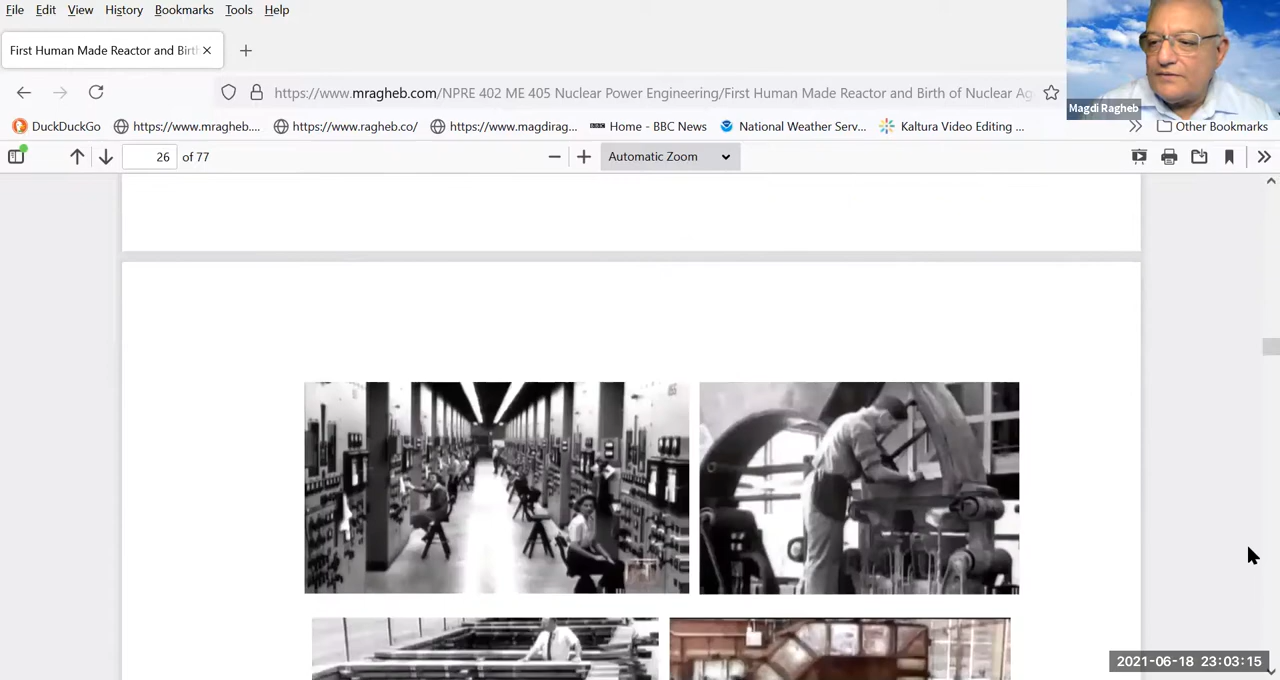 File Edit View History Bookmarks Tools Help
First Human Made Reactor and Birt
Magdi Ragheb
https://www.mragheb.com/NPRE 402 ME 405 Nuclear Power Engineering/First Human Made Reactor and Birth of Nuclear Ag
DuckDuckGo https://www.mragheb.... https://www.ragheb.co/ https://www.magdirag... BBC Home - BBC News National Weather Serv... Kaltura Video Editing ... Other Bookmarks
26 of 77 Automatic Zoom
2021-06-18 23:03:15